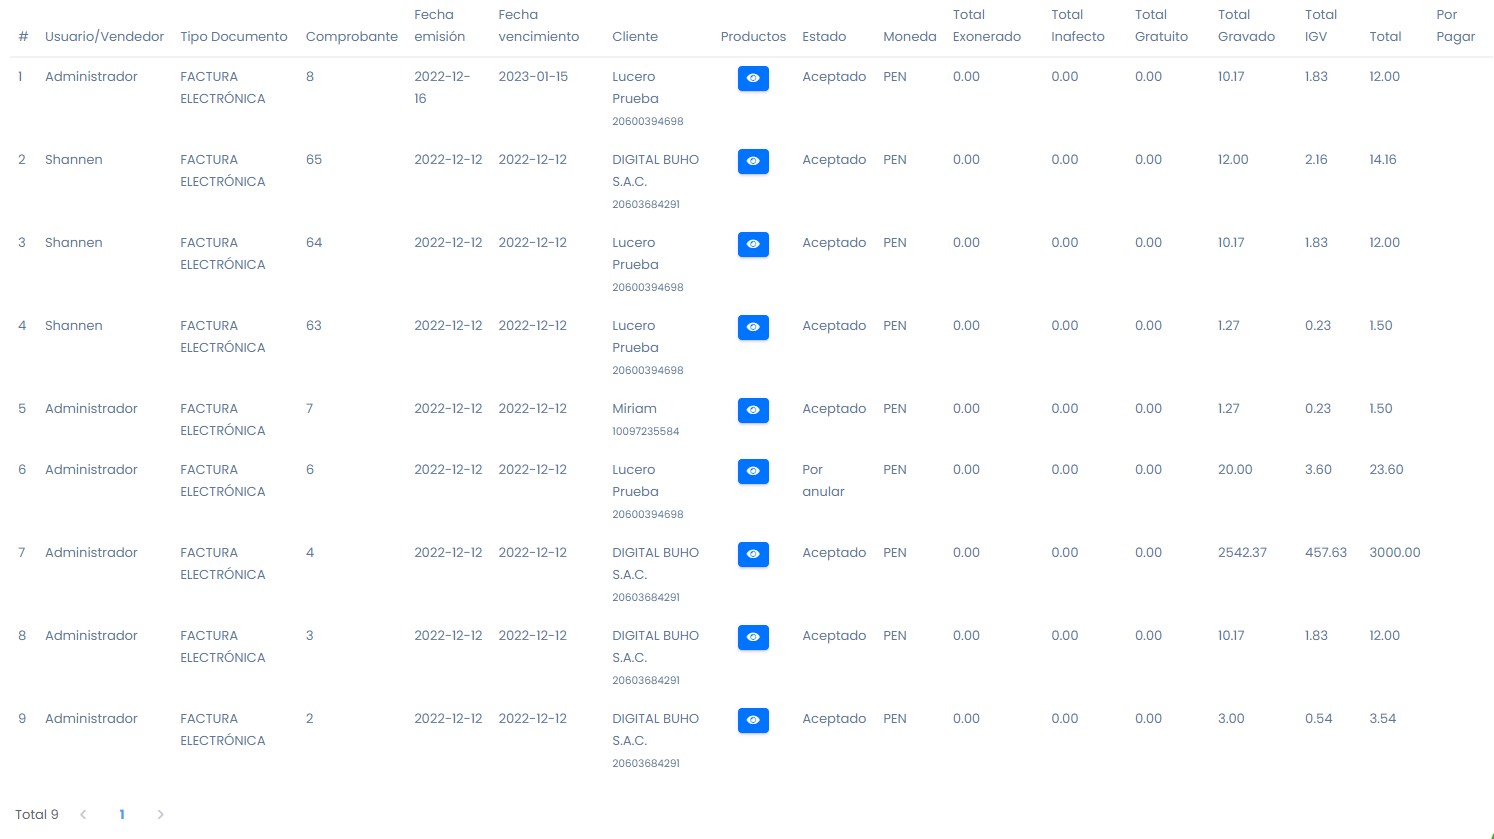 # Usuario/Vendedor Tipo Documento Comprobante Fecha emisión Fecha vencimiento Cliente Productos Estado Moneda Total Exonerado Total Inafecto Total Gratuito Total Gravado Total IGV Total Por Pagar
1 Administrador FACTURA 8 2022-12- 2023-01-15 Lucero Aceptado PEN 0.00 0.00 0.00 10.17 1.83 12.00
ELECTRÓNICA 16 Prueba
20600394698
2 Shannen FACTURA 65 2022-12-12 2022-12-12 DIGITAL BUHO Aceptado PEN 0.00 0.00 0.00 12.00 2.16 14.16
ELECTRÓNICA S.A.C.
20603684291
3 Shannen FACTURA 64 2022-12-12 2022-12-12 Lucero Aceptado PEN 0.00 0.00 0.00 10.17 1.83 12.00
ELECTRÓNICA Prueba
20600394698
4 Shannen FACTURA 63 2022-12-12 2022-12-12 Lucero Aceptado PEN 0.00 0.00 0.00 1.27 0.23 1.50
ELECTRÓNICA Prueba
20600394698
5 Administrador FACTURA 7 2022-12-12 2022-12-12 Miriam Aceptado PEN 0.00 0.00 0.00 1.27 0.23 1.50
ELECTRÓNICA 10097235584
6 Administrador FACTURA 6 2022-12-12 2022-12-12 Lucero Por PEN 0.00 0.00 0.00 20.00 3.60 23.60
ELECTRÓNICA Prueba anular
20600394698
7 Administrador FACTURA 4 2022-12-12 2022-12-12 DIGITAL BUHO Aceptado PEN 0.00 0.00 0.00 2542.37 457.63 3000.00
ELECTRÓNICA S.A.C.
20603684291
8 Administrador FACTURA 3 2022-12-12 2022-12-12 DIGITAL BUHO Aceptado PEN 0.00 0.00 0.00 10.17 1.83 12.00
ELECTRÓNICA S.A.C.
20603684291
9 Administrador FACTURA 2 2022-12-12 2022-12-12 DIGITAL BUHO Aceptado PEN 0.00 0.00 0.00 3.00 0.54 3.54
ELECTRÓNICA S.A.C.
20603684291
Total 9 1